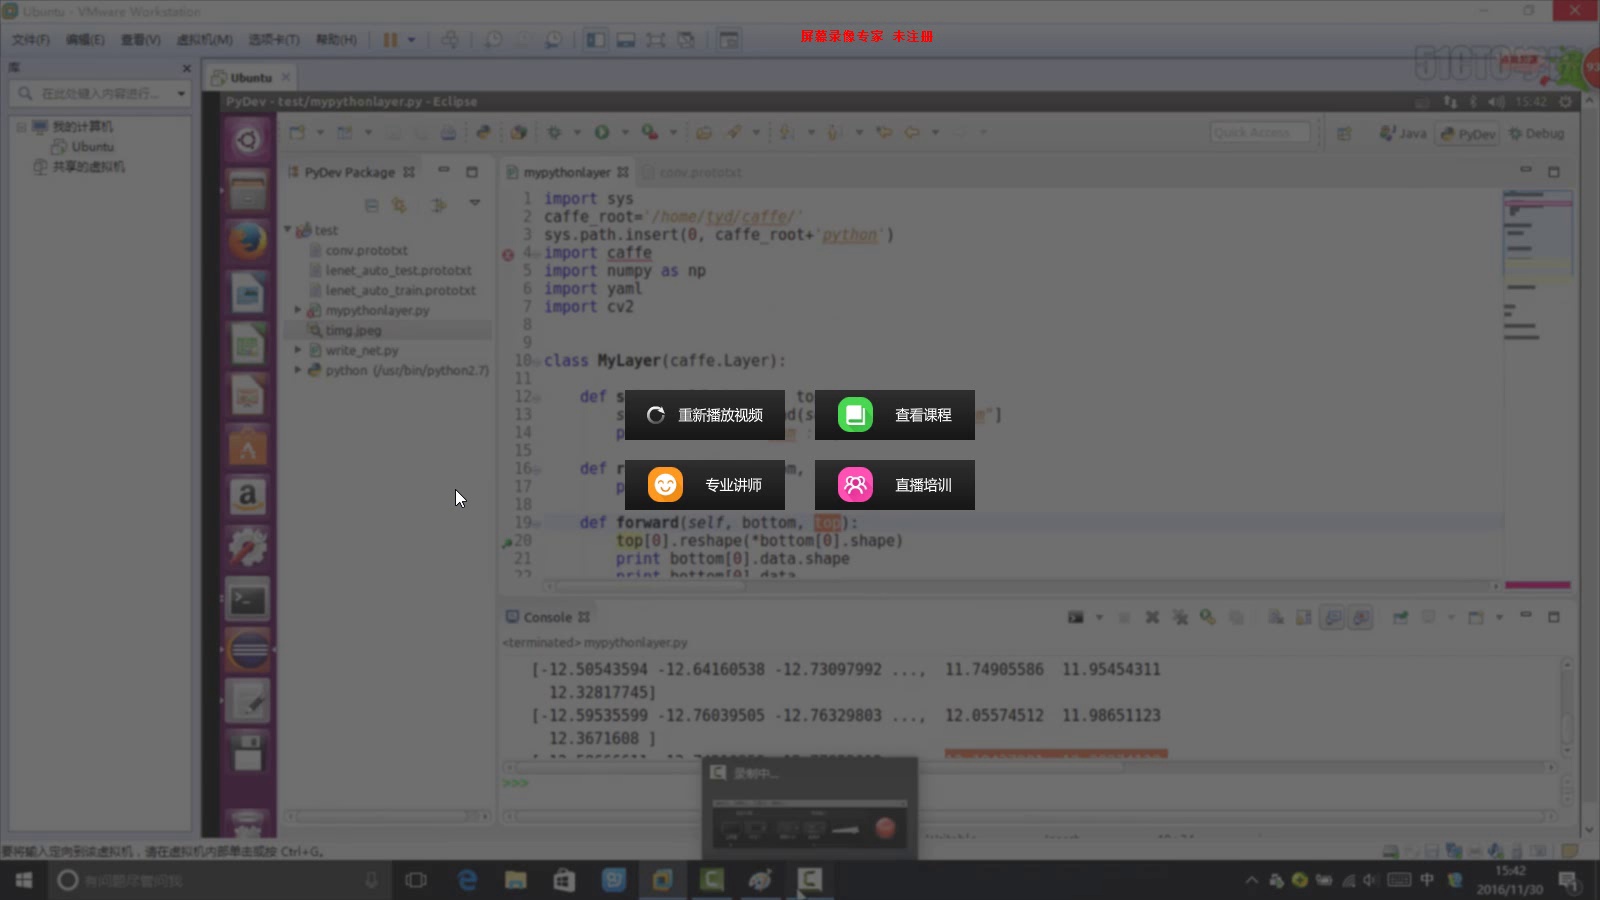 Ubuntu - VMware Workstation
文件(F) 编辑(E) 查看(V) 虚拟机(M) 选项卡(T) 帮助(H)
屏幕录像专家 未注册
库
Ubuntu
在此处键入内容进行...
我的计算机
Ubuntu
共享的虚拟机
PyDev - test/mypythonlayer.py - Eclipse
15:42
Quick Access
Java
PyDev
Debug
PyDev Package
test
conv.prototxt
lenet_auto_test.prototxt
lenet_auto_train.prototxt
mypythonlayer.py
timg.jpeg
write_net.py
python (/usr/bin/python2.7)
mypythonlayer
conv.prototxt
1 import sys
2 caffe_root='/home/tyd/caffe/'
3 sys.path.insert(0, caffe_root+'python')
4 import caffe
5 import numpy as np
6 import yaml
7 import cv2
8
9
10 class MyLayer(caffe.Layer):
11
12 def s to
13 s d(s "]
14 p
15
16 def r m,
17 p
18
19 def forward(self, bottom, top):
20 top[0].reshape(*bottom[0].shape)
21 print bottom[0].data.shape
22 print bottom[0].data
重新播放视频
查看课程
专业讲师
直播培训
Console
<terminated> mypythonlayer.py
[-12.50543594 -12.64160538 -12.73097992 ..., 11.74905586 11.95454311
12.32817745]
[-12.59535599 -12.76039505 -12.76329803 ..., 12.05574512 11.98651123
12.3671608 ]
>>>
录制中...
要将输入定向到该虚拟机，请在虚拟机内部单击或按 Ctrl+G。
有问题尽管问我
中
15:42
2016/11/30